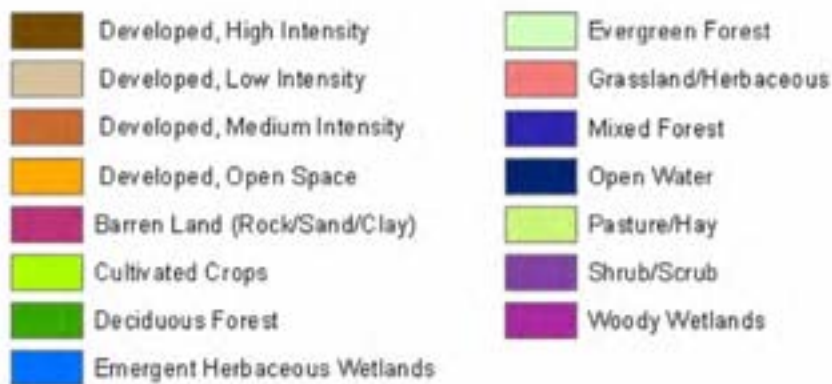 Developed, High Intensity
Developed, Low Intensity
Developed, Medium Intensity
Developed, Open Space
Barren Land (Rock/Sand/Clay)
Cultivated Crops
Deciduous Forest
Emergent Herbaceous Wetlands
Evergreen Forest
Grassland/Herbaceous
Mixed Forest
Open Water
Pasture/Hay
Shrub/Scrub
Woody Wetlands